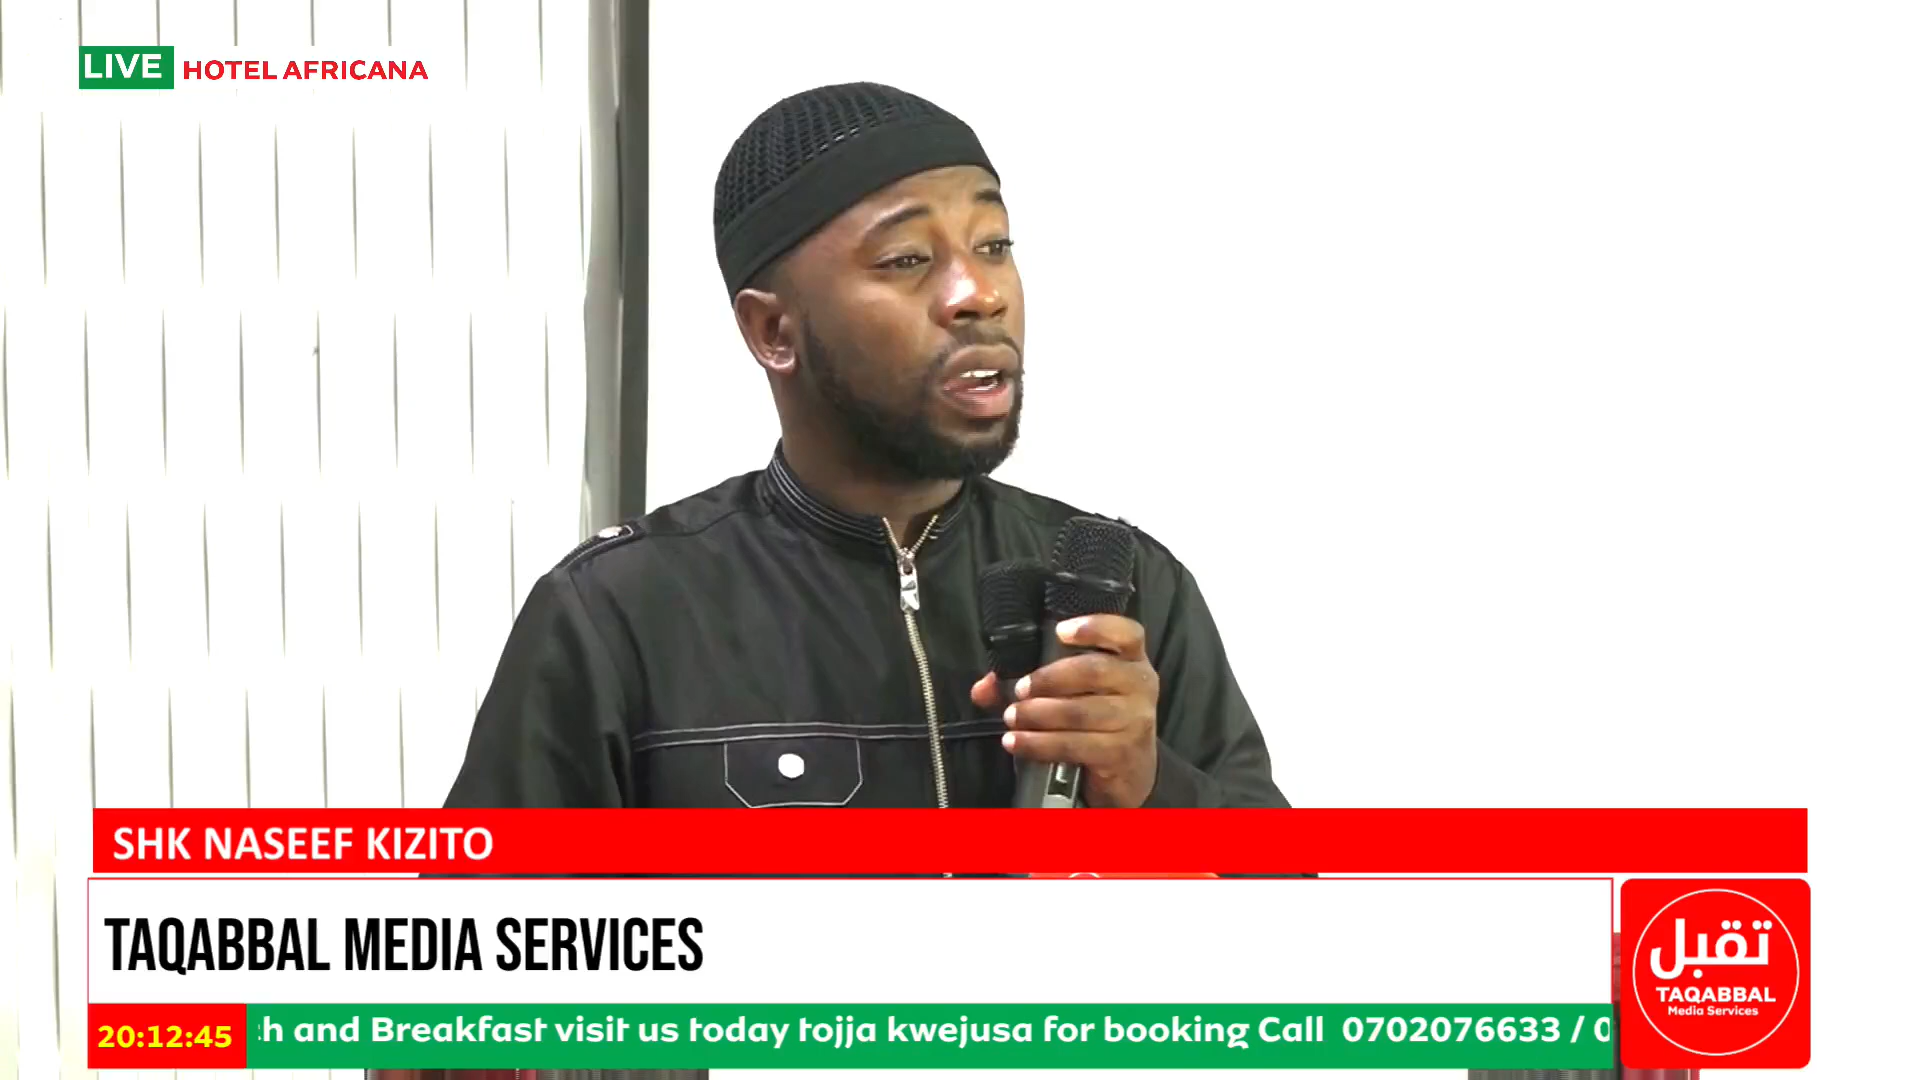 LIVE HOTEL AFRICANA
SHK NASEEF KIZITO
TAQABBAL MEDIA SERVICES
تقبل
TAQABBAL
Media Services
20:12:45
and Breakfast visit us today tojja kwejusa for booking Call 0702076633 /